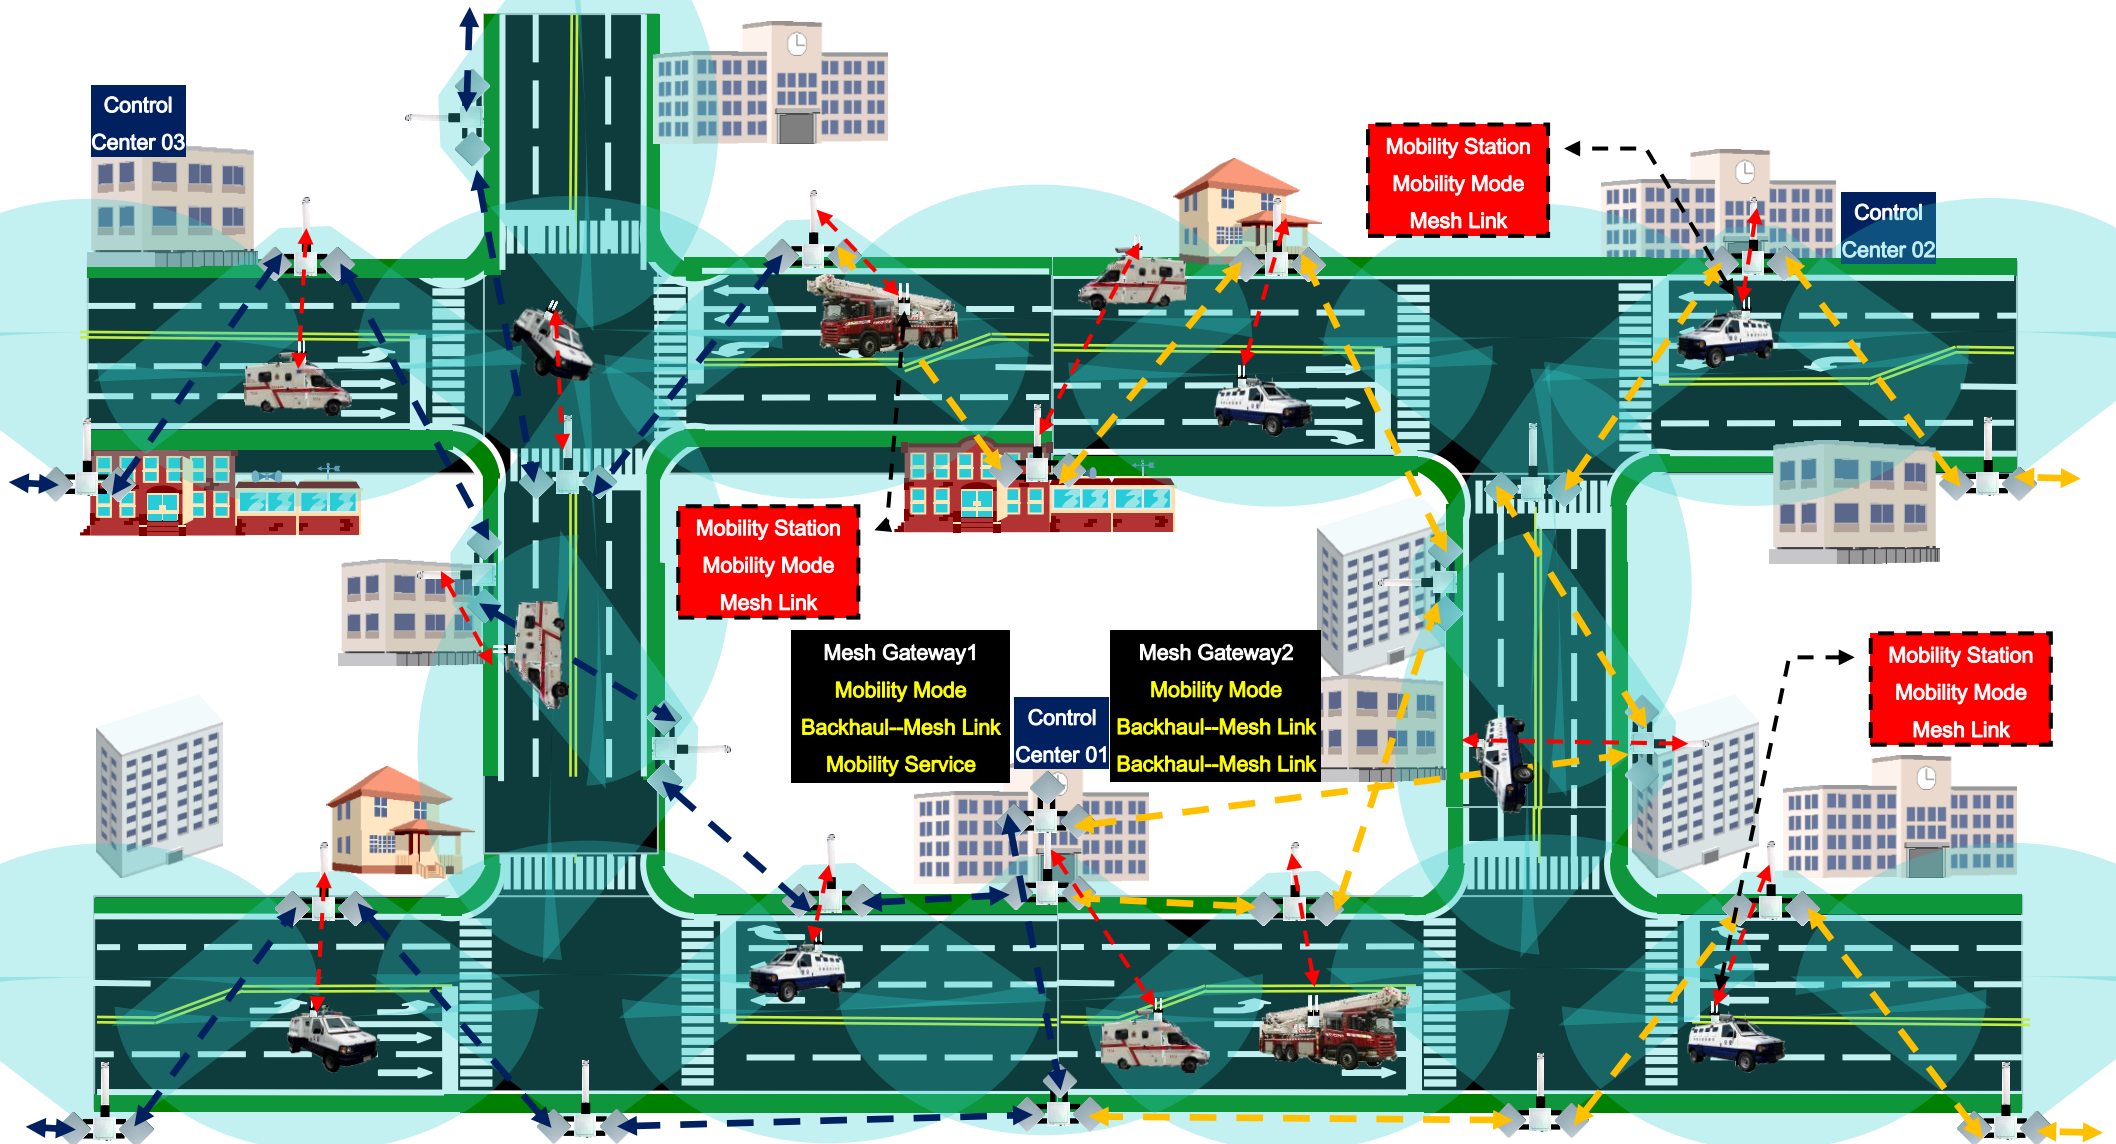 Control
Center 03
Mobility Station
Mobility Mode
Mesh Link
Control
Center 02
Mobility Station
Mobility Mode
Mesh Link
Mesh Gateway1
Mobility Mode
Backhaul--Mesh Link
Mobility Service
Control
Center 01
Mesh Gateway2
Mobility Mode
Backhaul--Mesh Link
Backhaul--Mesh Link
Mobility Station
Mobility Mode
Mesh Link